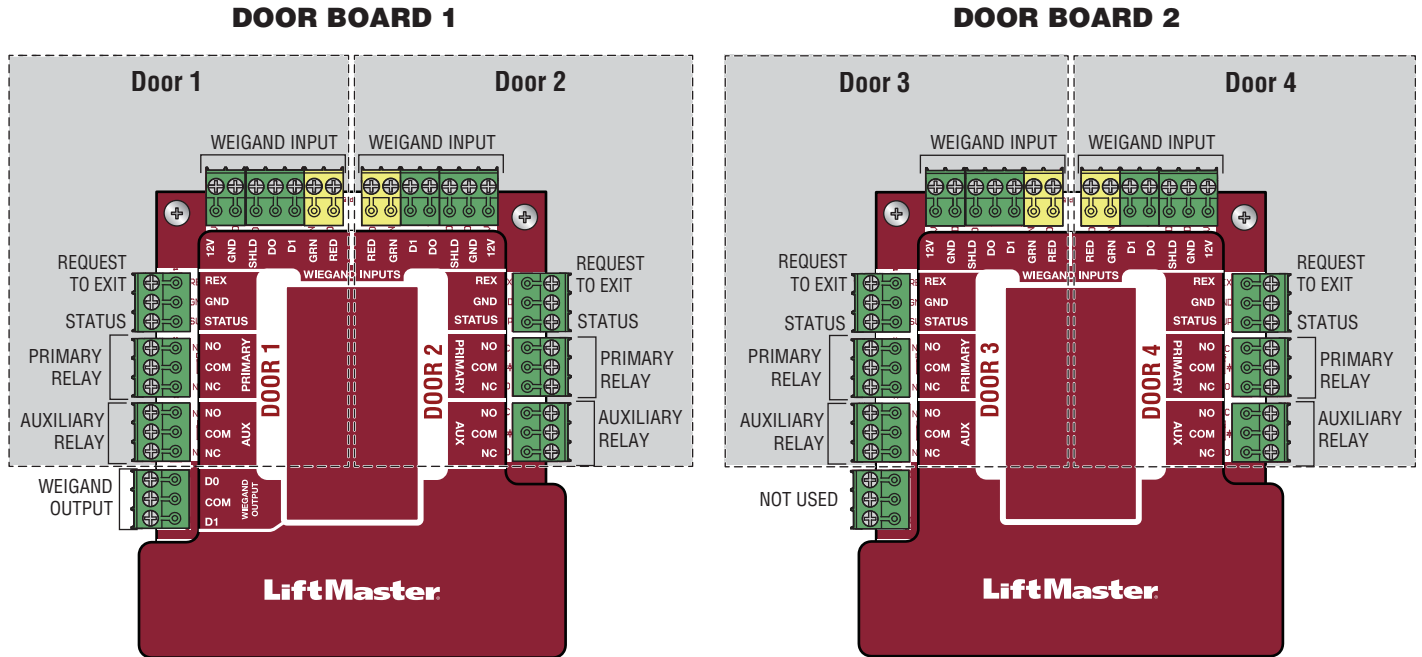 DOOR BOARD 1
Door 1
Door 2
WEIGAND INPUT
WEIGAND INPUT
12V
GND
SHLD
DO
D1
GRN
RED
RED
GRN
D1
DO
SHLD
GND
12V
WIEGAND INPUTS
REQUEST
TO EXIT
STATUS
PRIMARY
RELAY
AUXILIARY
RELAY
WEIGAND
OUTPUT
REX
GND
STATUS
NO
COM
NC
PRIMARY
NO
COM
NC
AUX
D0
COM
D1
WIEGAND
OUTPUT
DOOR 1
DOOR 2
REX
GND
STATUS
NO
COM
NC
PRIMARY
NO
COM
NC
AUX
REQUEST
TO EXIT
STATUS
PRIMARY
RELAY
AUXILIARY
RELAY
LiftMaster
DOOR BOARD 2
Door 3
Door 4
WEIGAND INPUT
WEIGAND INPUT
12V
GND
SHLD
DO
D1
GRN
RED
RED
GRN
D1
DO
SHLD
GND
12V
WIEGAND INPUTS
REQUEST
TO EXIT
STATUS
PRIMARY
RELAY
AUXILIARY
RELAY
NOT USED
REX
GND
STATUS
NO
COM
NC
PRIMARY
NO
COM
NC
AUX
DOOR 3
DOOR 4
REX
GND
STATUS
NO
COM
NC
PRIMARY
NO
COM
NC
AUX
REQUEST
TO EXIT
STATUS
PRIMARY
RELAY
AUXILIARY
RELAY
LiftMaster